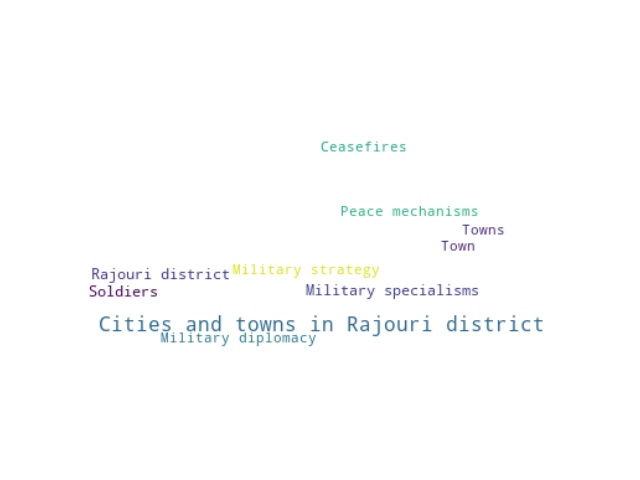 Ceasefires
Peace mechanisms
Towns
Town
Military strategy
Rajouri district
Military specialisms
Soldiers
Cities and towns in Rajouri district
Military diplomacy